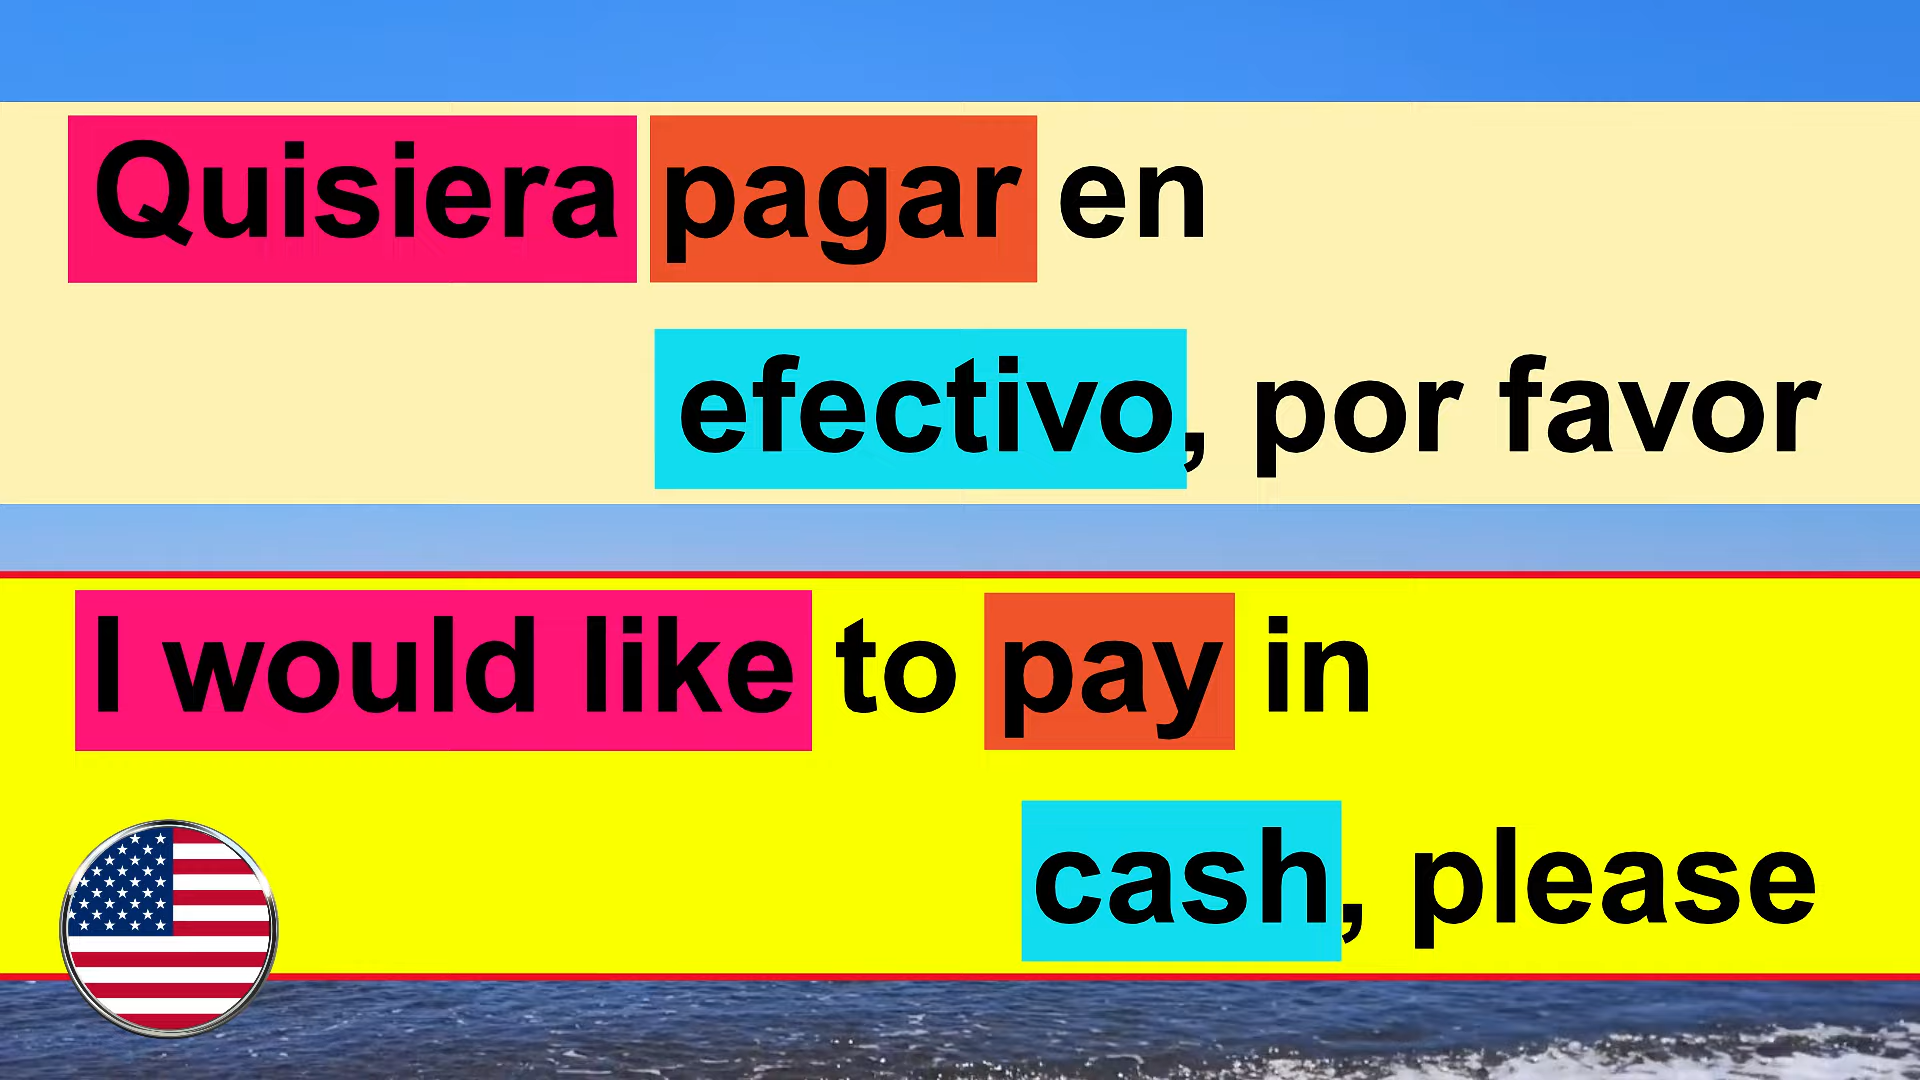 Quisiera pagar en
efectivo, por favor
I would like to pay in
cash, please